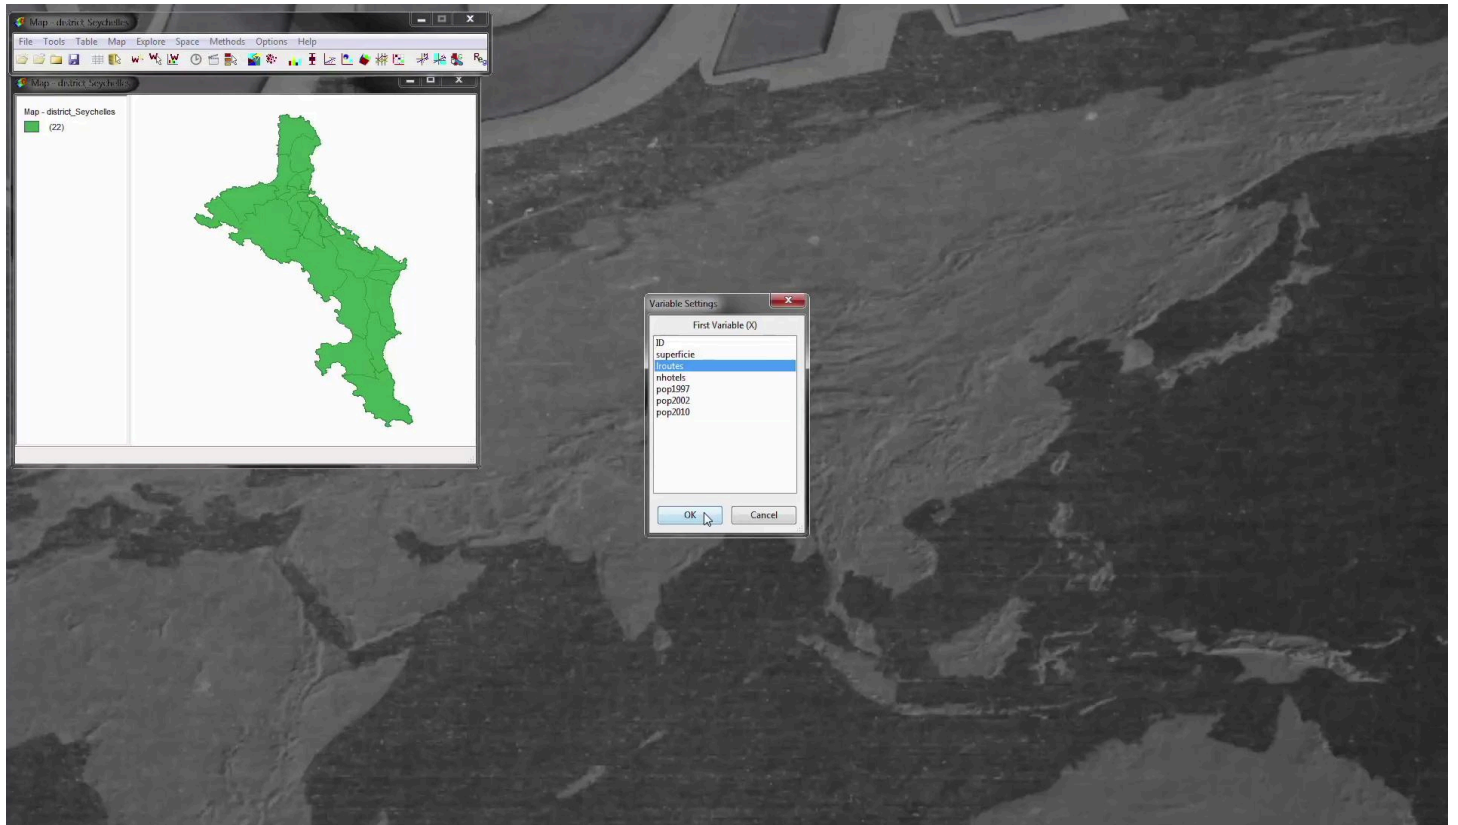 Map - district_Seychelles
File Tools Table Map Explore Space Methods Options Help
Reg
Map - district_Seychelles
Map - district_Seychelles
(22)
Variable Settings
First Variable (X)
ID
superficie
lroutes
nhotels
pop1997
pop2002
pop2010
OK Cancel